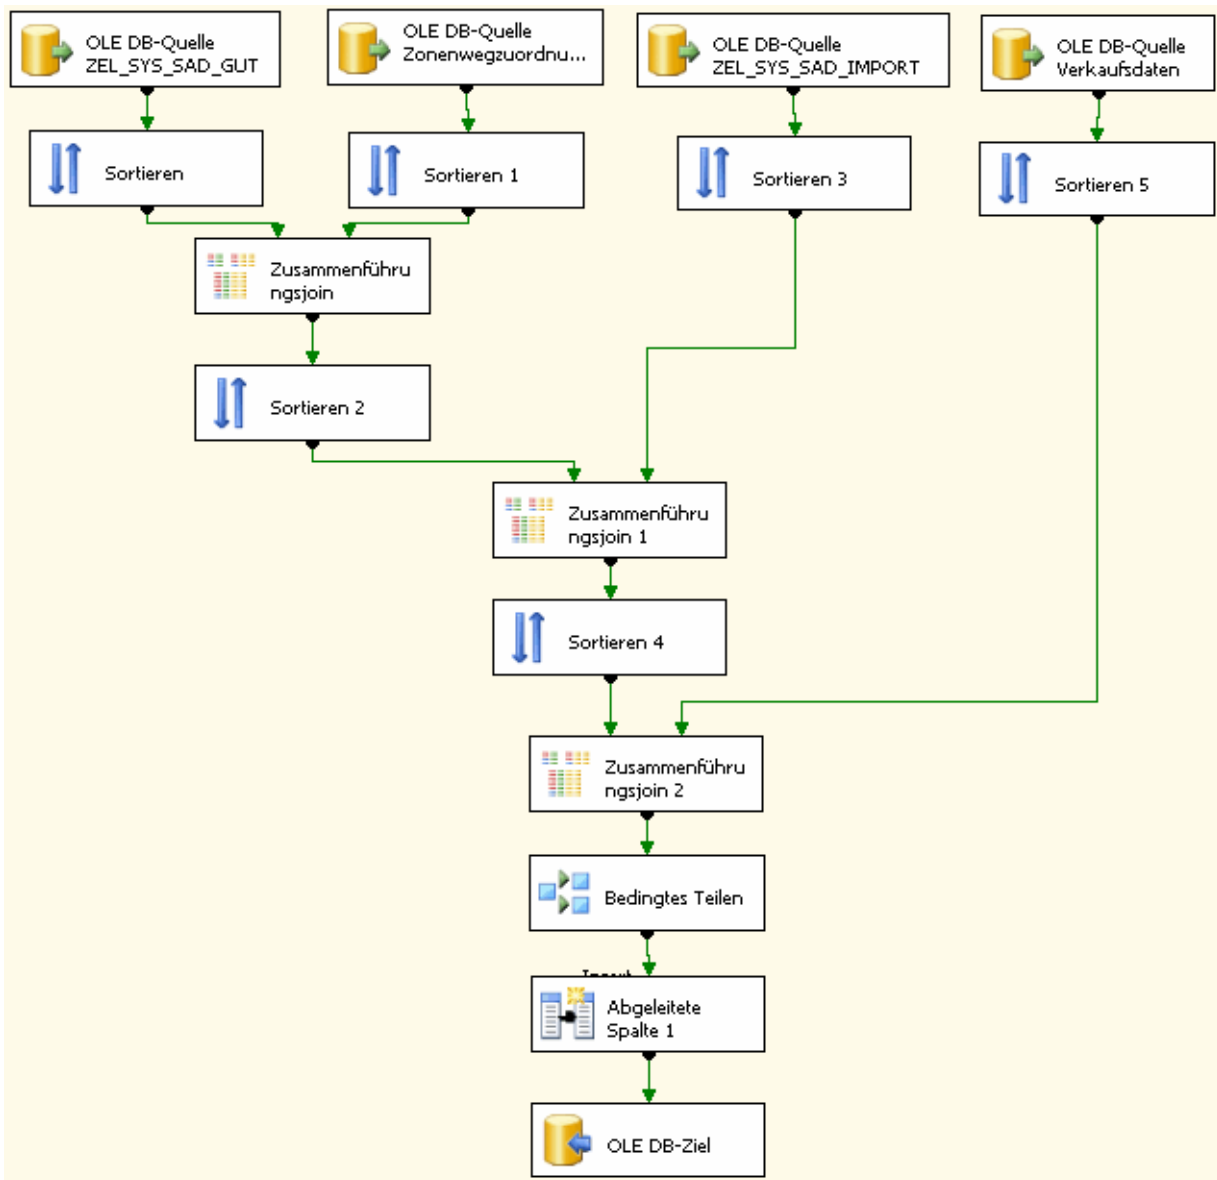 OLE DB-Quelle
ZEL_SYS_SAD_GUT
OLE DB-Quelle
Zonenwegzuordnu...
OLE DB-Quelle
ZEL_SYS_SAD_IMPORT
OLE DB-Quelle
Verkaufsdaten
Sortieren
Sortieren 1
Sortieren 3
Sortieren 5
Zusammenführu
ngsjoin
Sortieren 2
Zusammenführu
ngsjoin 1
Sortieren 4
Zusammenführu
ngsjoin 2
Bedingtes Teilen
Abgeleitete
Spalte 1
OLE DB-Ziel